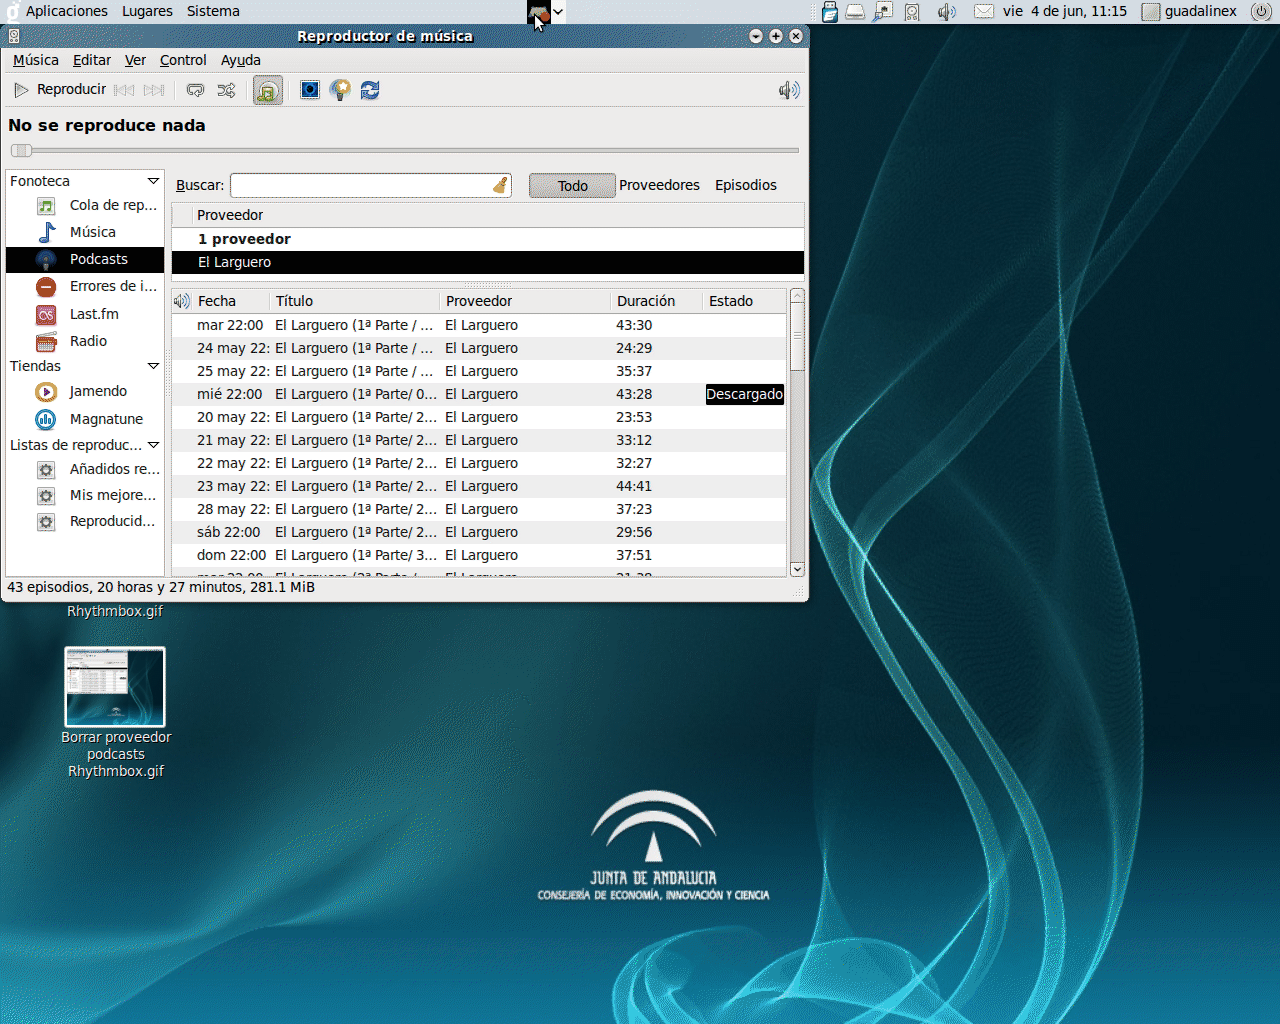 Aplicaciones Lugares Sistema
vie 4 de jun, 11:15 guadalinex
Reproductor de música
Música Editar Ver Control Ayuda
Reproducir
No se reproduce nada
Fonoteca
Cola de rep...
Música
Podcasts
Errores de i...
Last.fm
Radio
Tiendas
Jamendo
Magnatune
Listas de reproduc...
Añadidos re...
Mis mejore...
Reproducid...
Buscar: Todo Proveedores Episodios
Proveedor
1 proveedor
El Larguero
Fecha Título Proveedor Duración Estado
mar 22:00 El Larguero (1ª Parte / ... El Larguero 43:30
24 may 22: El Larguero (1ª Parte / ... El Larguero 24:29
25 may 22: El Larguero (1ª Parte / ... El Larguero 35:37
mié 22:00 El Larguero (1ª Parte/ 0... El Larguero 43:28 Descargado
20 may 22: El Larguero (1ª Parte/ 2... El Larguero 23:53
21 may 22: El Larguero (1ª Parte/ 2... El Larguero 33:12
22 may 22: El Larguero (1ª Parte/ 2... El Larguero 32:27
23 may 22: El Larguero (1ª Parte/ 2... El Larguero 44:41
28 may 22: El Larguero (1ª Parte/ 2... El Larguero 37:23
sáb 22:00 El Larguero (1ª Parte/ 2... El Larguero 29:56
dom 22:00 El Larguero (1ª Parte/ 3... El Larguero 37:51
43 episodios, 20 horas y 27 minutos, 281.1 MiB
Rhythmbox.gif
Borrar proveedor
podcasts
Rhythmbox.gif
JUNTA DE ANDALUCIA
CONSEJERÍA DE ECONOMÍA, INNOVACIÓN Y CIENCIA